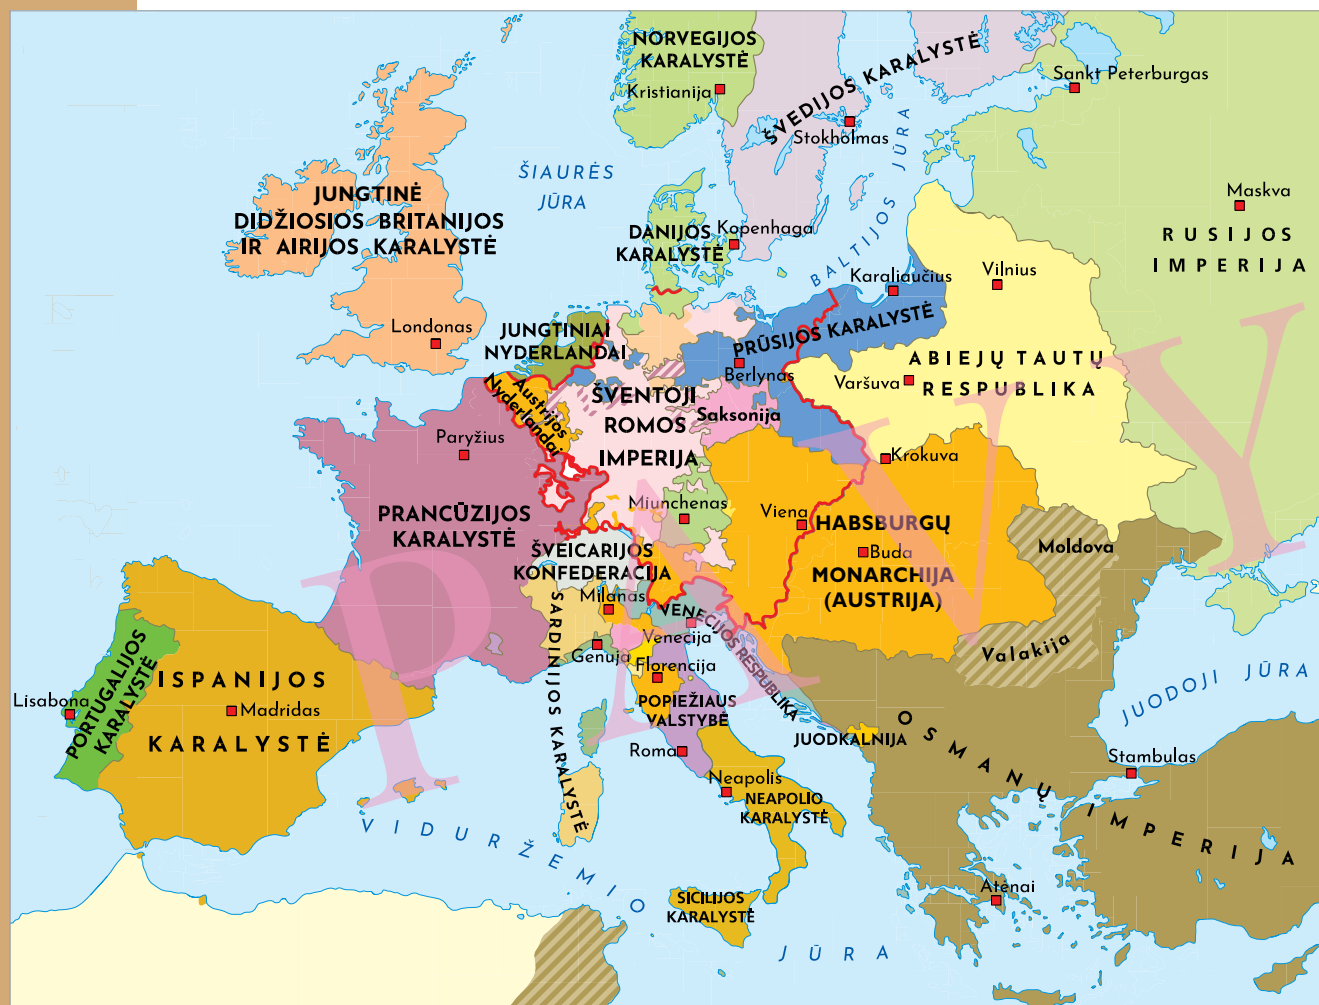 NORVEGIJOS
KARALYSTĖ
Kristianija
ŠVEDIJOS KARALYSTĖ
Stokholmas
Sankt Peterburgas
Maskva
RUSIJOS
IMPERIJA
ŠIAURĖS
JŪRA
BALTIJOS JŪRA
JUNGTINĖ
DIDŽIOSIOS BRITANIJOS
IR AIRIJOS KARALYSTĖ
Londonas
DANIJOS
KARALYSTĖ
Kopenhaga
Karaliaučius
Vilnius
JUNGTINIAI
NYDERLANDAI
PRŪSIJOS KARALYSTĖ
Berlynas
ABIEJŲ TAUTŲ
RESPUBLIKA
Varšuva
Krokuva
Austrijos
Nyderlandai
ŠVENTOJI
ROMOS
IMPERIJA
Saksonija
Paryžius
PRANCŪZIJOS
KARALYSTĖ
Miunchenas
Viena
HABSBURGŲ
Buda
MONARCHIJA
(AUSTRIJA)
Moldova
Valakija
ŠVEICARIJOS
KONFEDERACIJA
Milanas
SARDINIJOS KARALYSTĖ
VENECIJOS RESPUBLIKA
Venecija
Genuja
Florencija
POPIEŽIAUS
VALSTYBĖ
Roma
Neapolis
NEAPOLIO
KARALYSTĖ
SICILIJOS
KARALYSTĖ
JUODKALNIJA
PORTUGALIJOS
KARALYSTĖ
Lisabona
ISPANIJOS
Madridas
KARALYSTĖ
OSMANŲ IMPERIJA
Stambulas
Atėnai
JUODOJI JŪRA
VIDURŽEMIO
JŪRA
PAVY